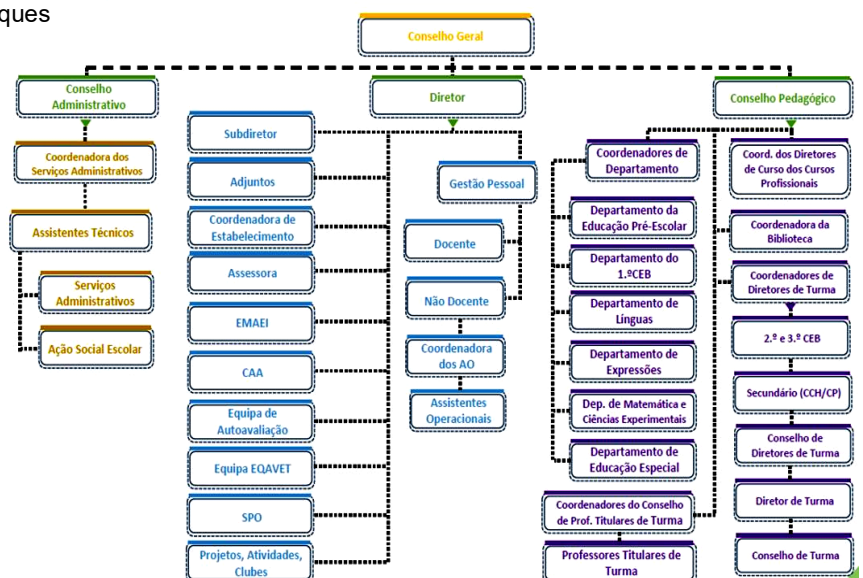 ques
Conselho Geral
Conselho
Administrativo
Diretor
Conselho Pedagógico
Coordenadora dos
Serviços Administrativos
Assistentes Técnicos
Serviços
Administrativos
Ação Social Escolar
Subdiretor
Adjuntos
Coordenadora de
Estabelecimento
Assessora
EMAEI
CAA
Equipa de
Autoavaliação
Equipa EQAVET
SPO
Projetos, Atividades,
Clubes
Gestão Pessoal
Docente
Não Docente
Coordenadora
dos AO
Assistentes
Operacionais
Coordenadores de
Departamento
Departamento da
Educação Pré-Escolar
Departamento do
1.ºCEB
Departamento de
Línguas
Departamento de
Expressões
Dep. de Matemática e
Ciências Experimentais
Departamento de
Educação Especial
Coordenadores do Conselho
de Prof. Titulares de Turma
Professores Titulares de
Turma
Coord. dos Diretores
de Curso dos Cursos
Profissionais
Coordenadora da
Biblioteca
Coordenadores de
Diretores de Turma
2.º e 3.º CEB
Secundário (CCH/CP)
Conselho de
Diretores de Turma
Diretor de Turma
Conselho de Turma